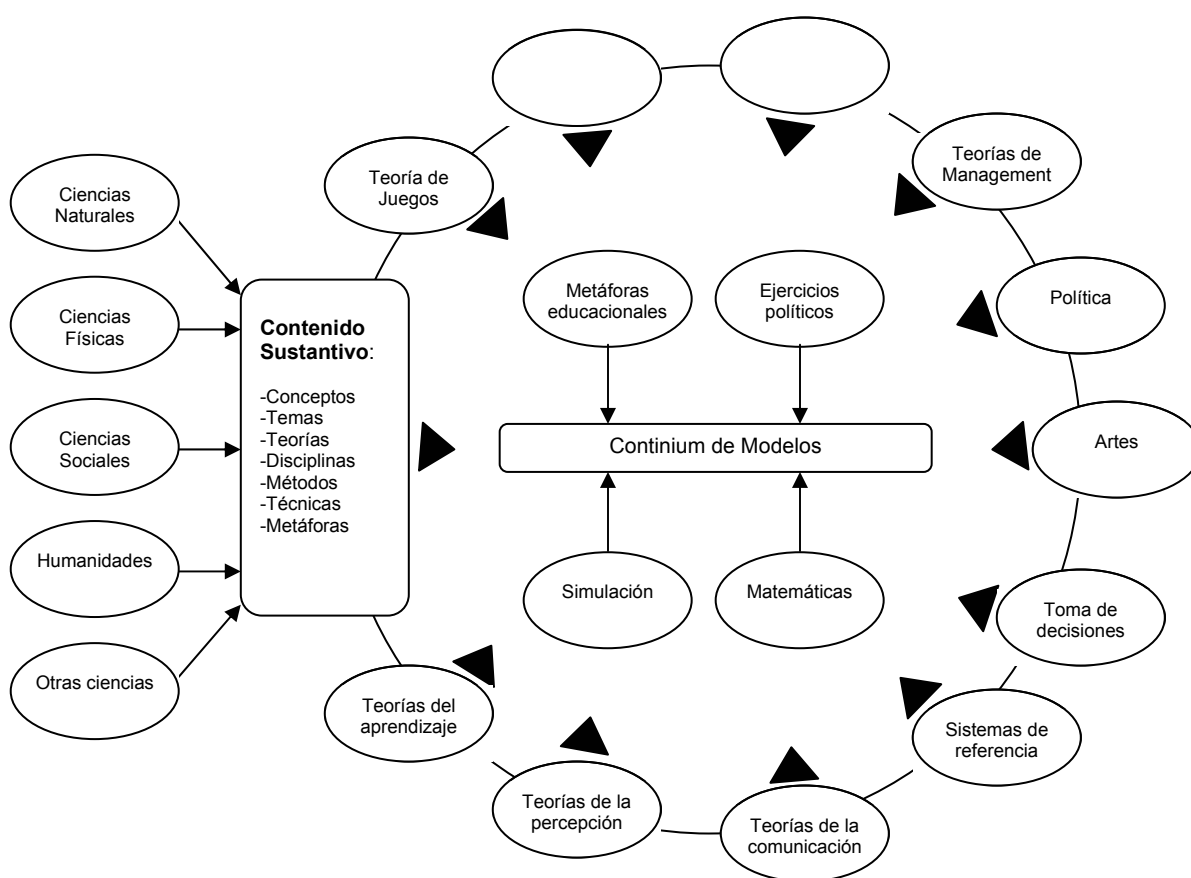 Ciencias
Naturales
Ciencias
Físicas
Ciencias
Sociales
Humanidades
Otras ciencias
Contenido
Sustantivo:
-Conceptos
-Temas
-Teorías
-Disciplinas
-Métodos
-Técnicas
-Metáforas
Teoría de
Juegos
Teorías de
Management
Política
Artes
Toma de
decisiones
Sistemas de
referencia
Teorías de la
comunicación
Teorías de la
percepción
Teorías del
aprendizaje
Metáforas
educacionales
Ejercicios
políticos
Continium de Modelos
Simulación
Matemáticas